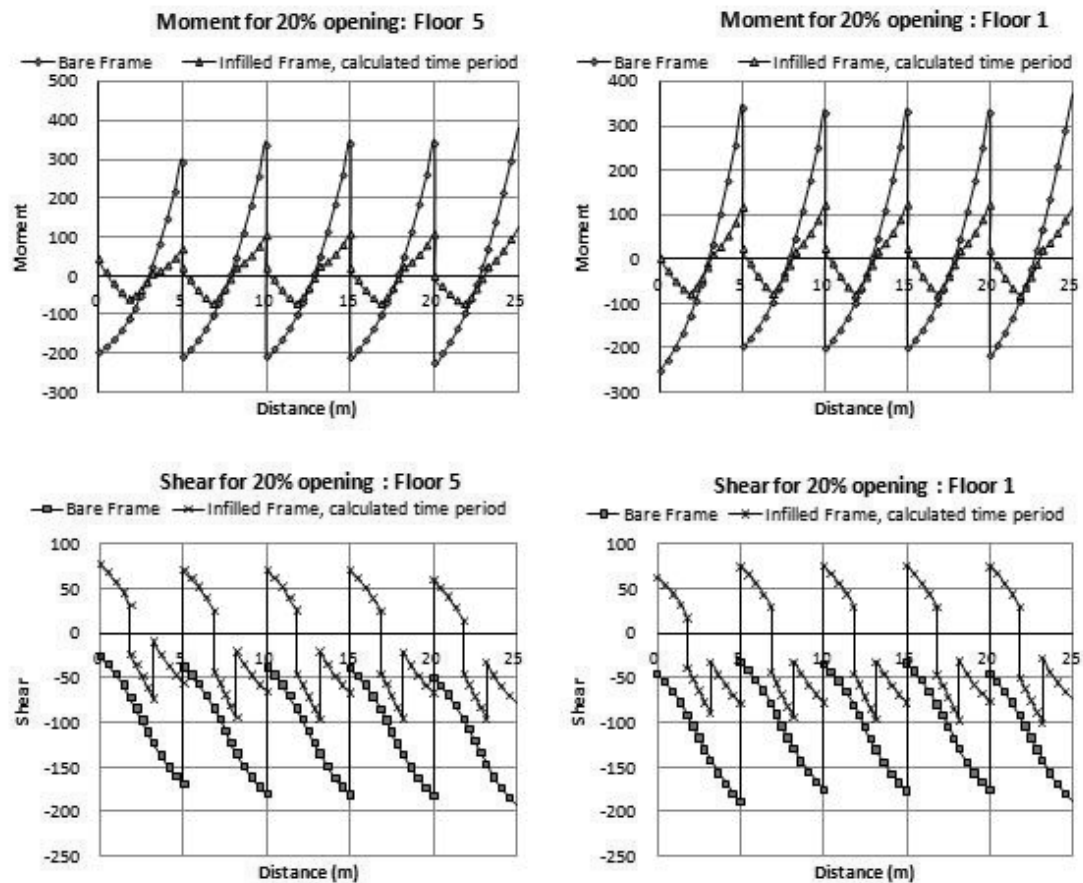 Moment for 20% opening: Floor 5
Bare Frame Infilled Frame, calculated time period
500
400
300
200
100
0
-100
-200
-300
Moment
0 5 10 15 20 25
Distance (m)
Moment for 20% opening : Floor 1
Bare Frame Infilled Frame, calculated time period
400
300
200
100
0
-100
-200
-300
Moment
0 5 10 15 20 25
Distance (m)
Shear for 20% opening : Floor 5
Bare Frame Infilled Frame, calculated time period
100
50
0
-50
-100
-150
-200
-250
Shear
0 5 10 15 20 25
Distance (m)
Shear for 20% opening : Floor 1
Bare Frame Infilled Frame, calculated time period
100
50
0
-50
-100
-150
-200
-250
Shear
0 5 10 15 20 25
Distance (m)